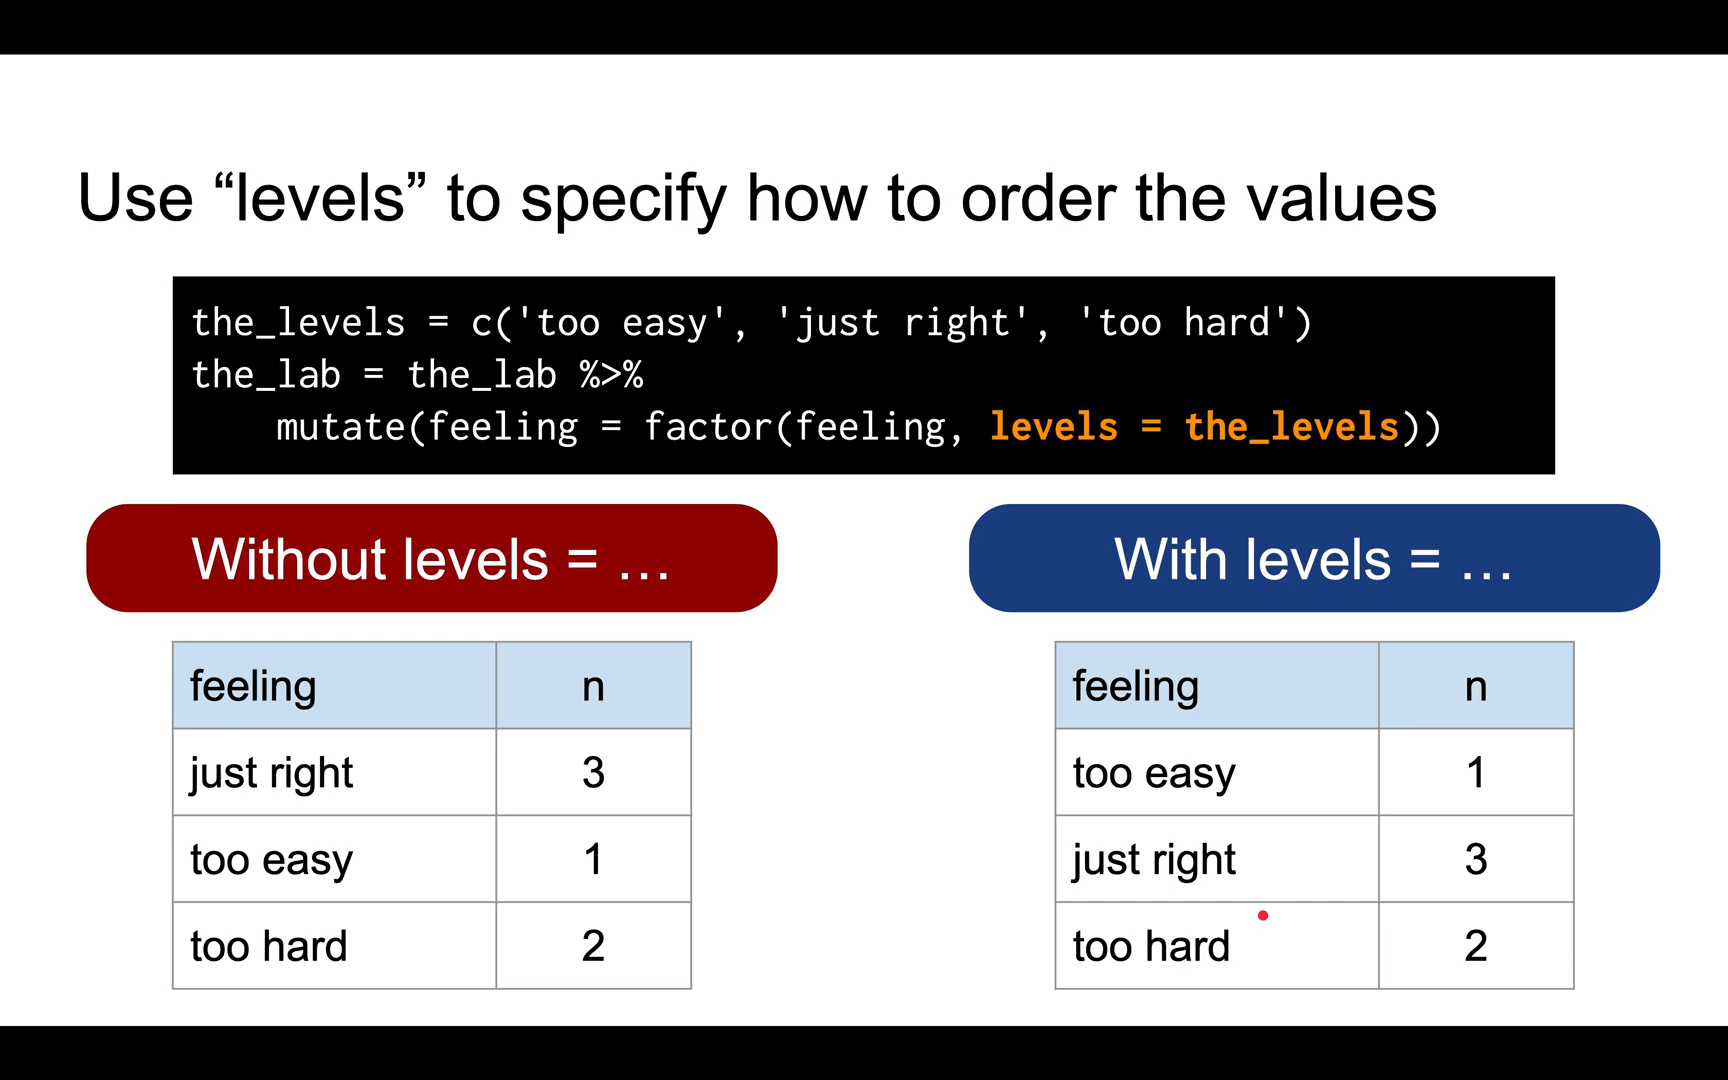 Use “levels” to specify how to order the values
the_levels = c('too easy', 'just right', 'too hard')
the_lab = the_lab %>%
mutate(feeling = factor(feeling, levels = the_levels))
Without levels = …
feeling n
just right 3
too easy 1
too hard 2
With levels = …
feeling n
too easy 1
just right 3
too hard 2